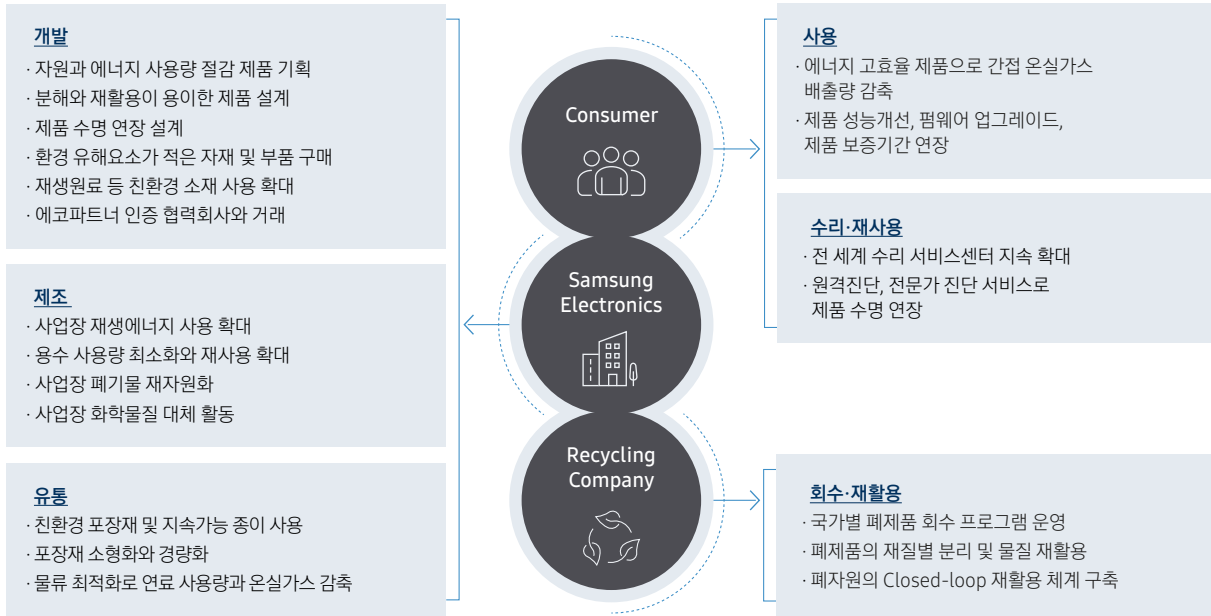 개발
· 자원과 에너지 사용량 절감 제품 기획
· 분해와 재활용이 용이한 제품 설계
· 제품 수명 연장 설계
· 환경 유해요소가 적은 자재 및 부품 구매
· 재생원료 등 친환경 소재 사용 확대
· 에코파트너 인증 협력회사와 거래
제조
· 사업장 재생에너지 사용 확대
· 용수 사용량 최소화와 재사용 확대
· 사업장 폐기물 재자원화
· 사업장 화학물질 대체 활동
유통
· 친환경 포장재 및 지속가능 종이 사용
· 포장재 소형화와 경량화
· 물류 최적화로 연료 사용량과 온실가스 감축
Consumer
Samsung
Electronics
Recycling
Company
사용
· 에너지 고효율 제품으로 간접 온실가스
배출량 감축
· 제품 성능개선, 펌웨어 업그레이드,
제품 보증기간 연장
수리·재사용
· 전 세계 수리 서비스센터 지속 확대
· 원격진단, 전문가 진단 서비스로
제품 수명 연장
회수·재활용
· 국가별 폐제품 회수 프로그램 운영
· 폐제품의 재질별 분리 및 물질 재활용
· 폐자원의 Closed-loop 재활용 체계 구축